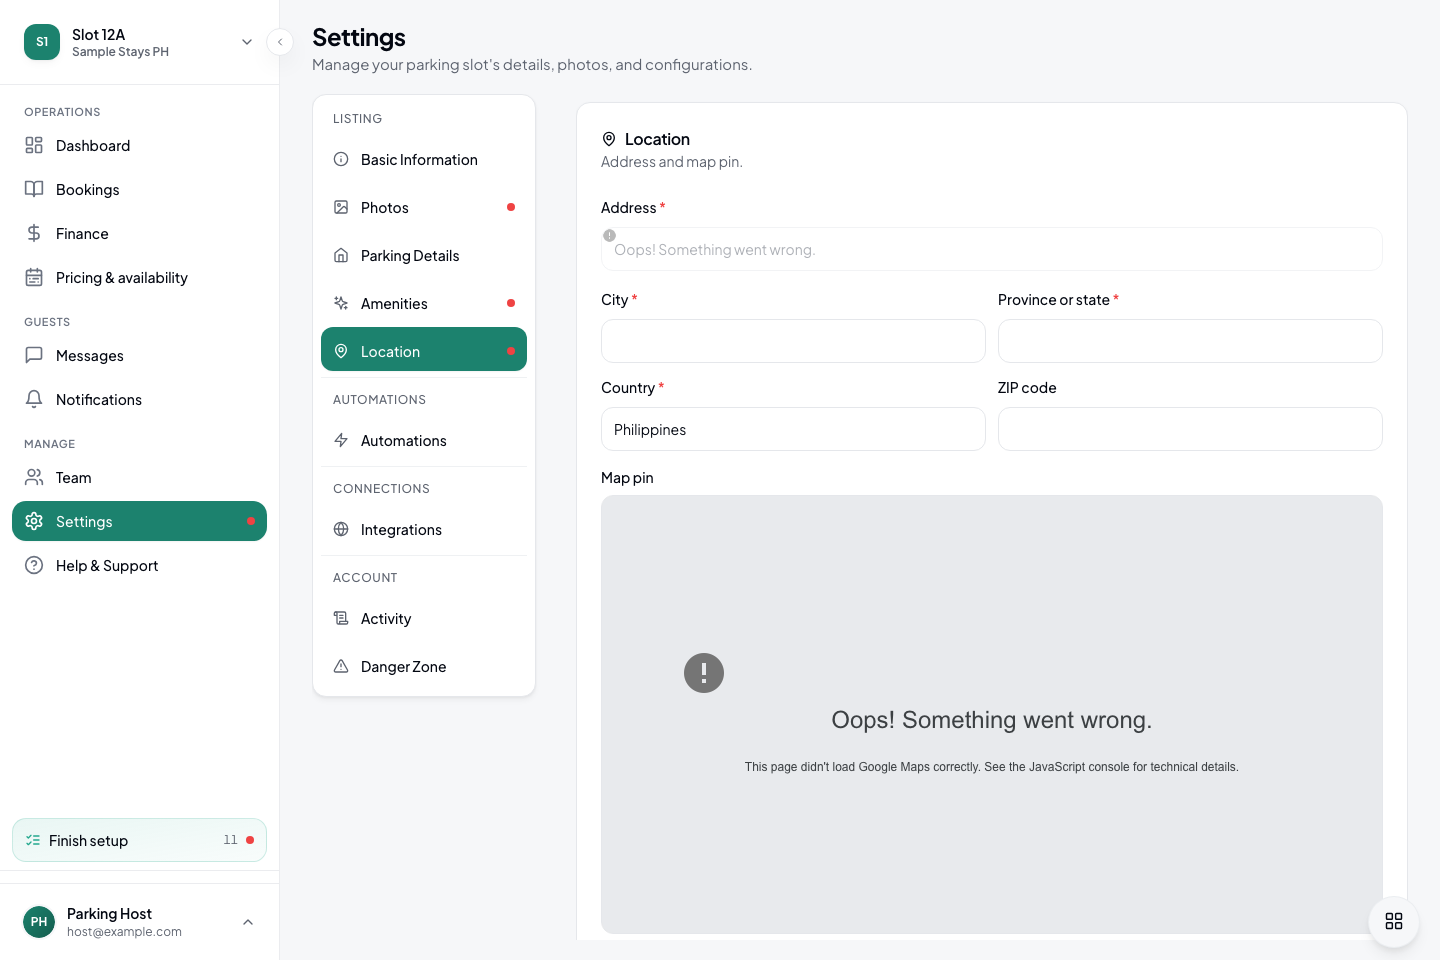 S1
Slot 12A
Sample Stays PH
OPERATIONS
Dashboard
Bookings
Finance
Pricing & availability
GUESTS
Messages
Notifications
MANAGE
Team
Settings
Help & Support
Finish setup 11
PH
Parking Host
host@example.com
Settings
Manage your parking slot's details, photos, and configurations.
LISTING
Basic Information
Photos
Parking Details
Amenities
Location
AUTOMATIONS
Automations
CONNECTIONS
Integrations
ACCOUNT
Activity
Danger Zone
Location
Address and map pin.
Address *
Oops! Something went wrong.
City * Province or state *
Country * ZIP code
Philippines
Map pin
Oops! Something went wrong.
This page didn't load Google Maps correctly. See the JavaScript console for technical details.